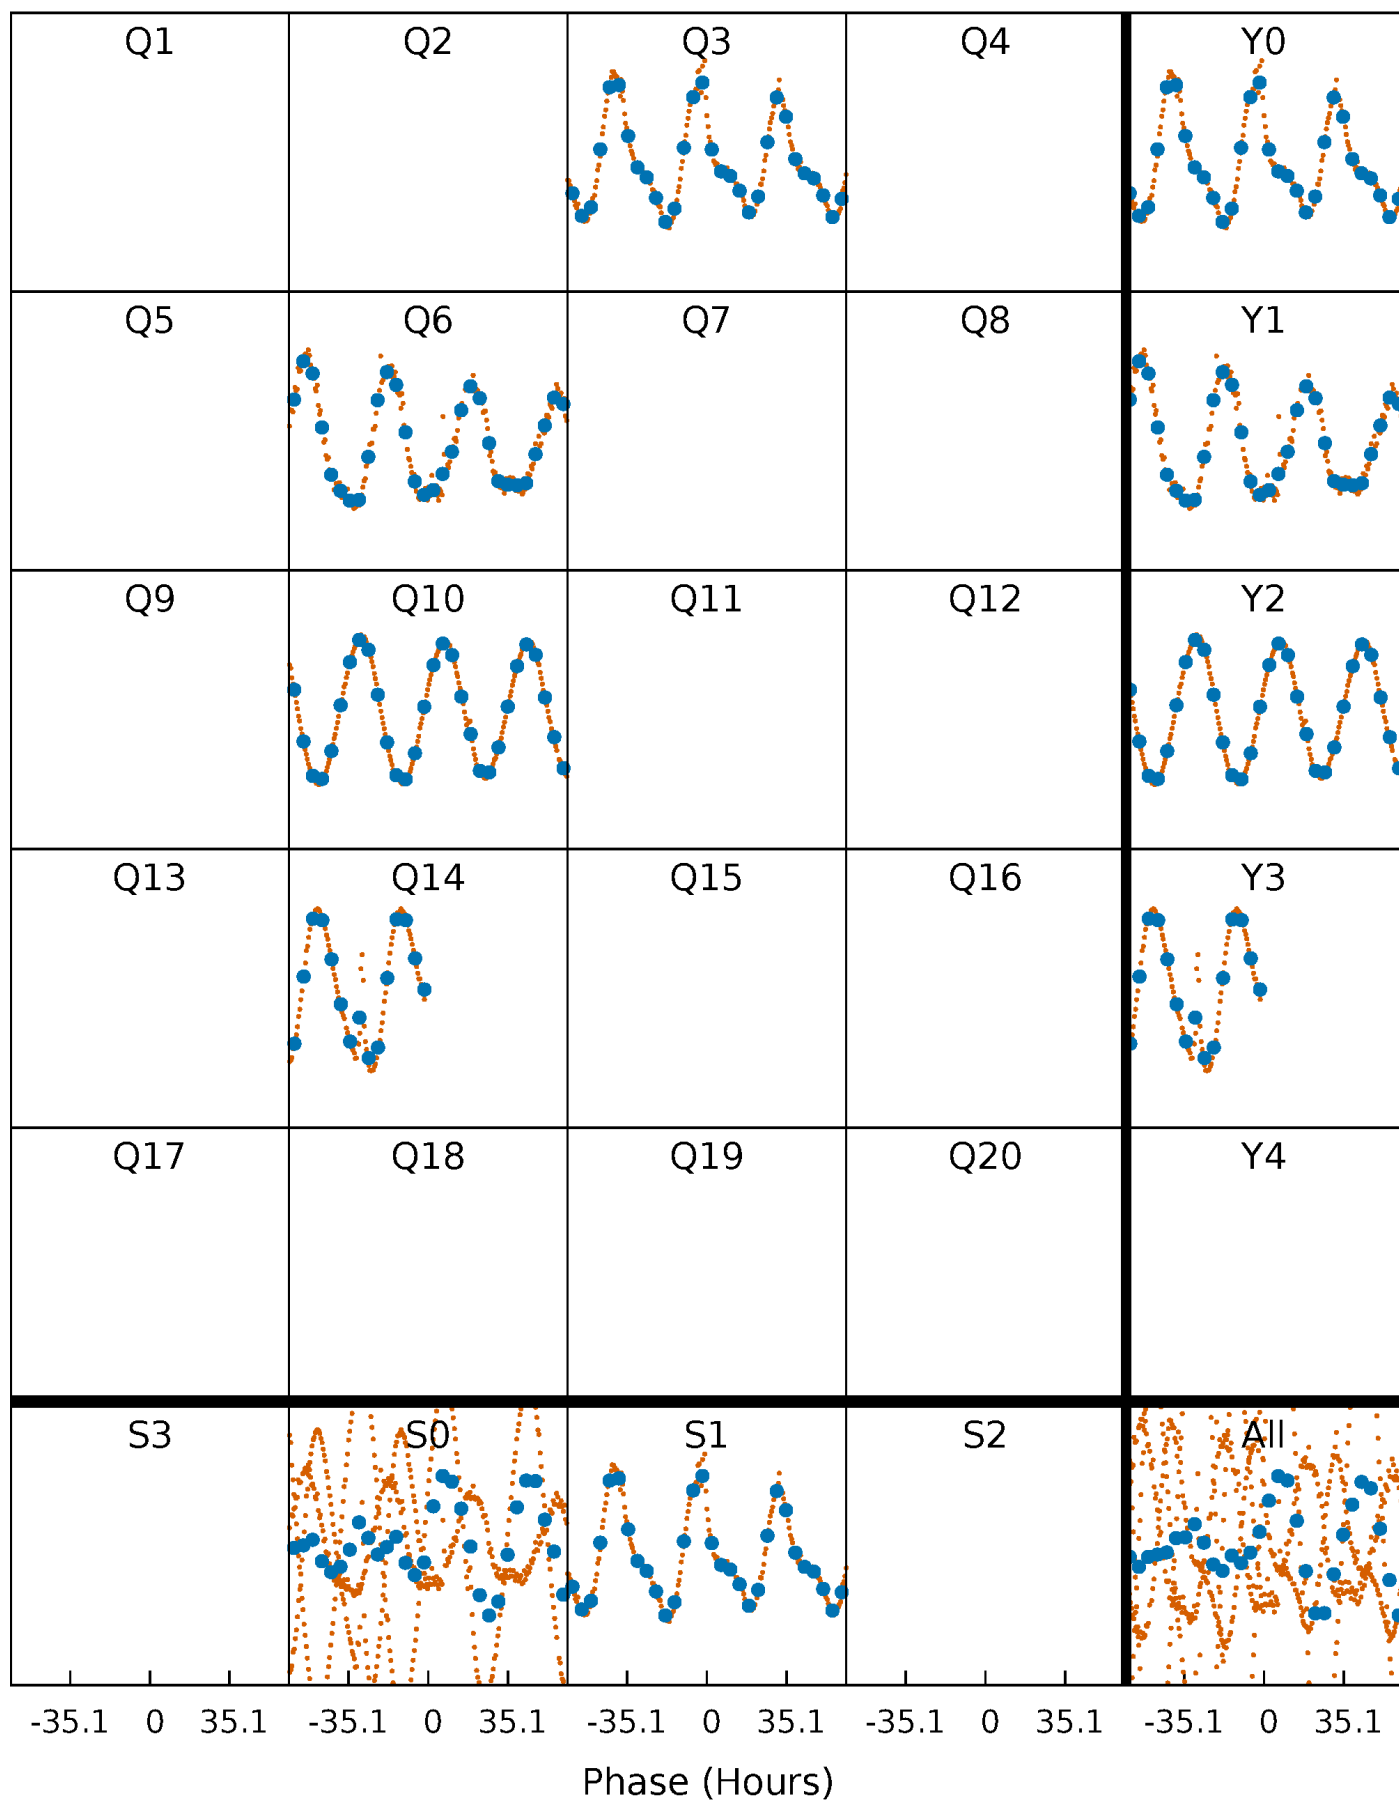 Q1 Q2 Q3 Q4 Y0
Q5 Q6 Q7 Q8 Y1
Q9 Q10 Q11 Q12 Y2
Q13 Q14 Q15 Q16 Y3
Q17 Q18 Q19 Q20 Y4
S3 S0 S1 S2 All
-35.1 0 35.1 -35.1 0 35.1 -35.1 0 35.1 -35.1 0 35.1 -35.1 0 35.1
Phase (Hours)